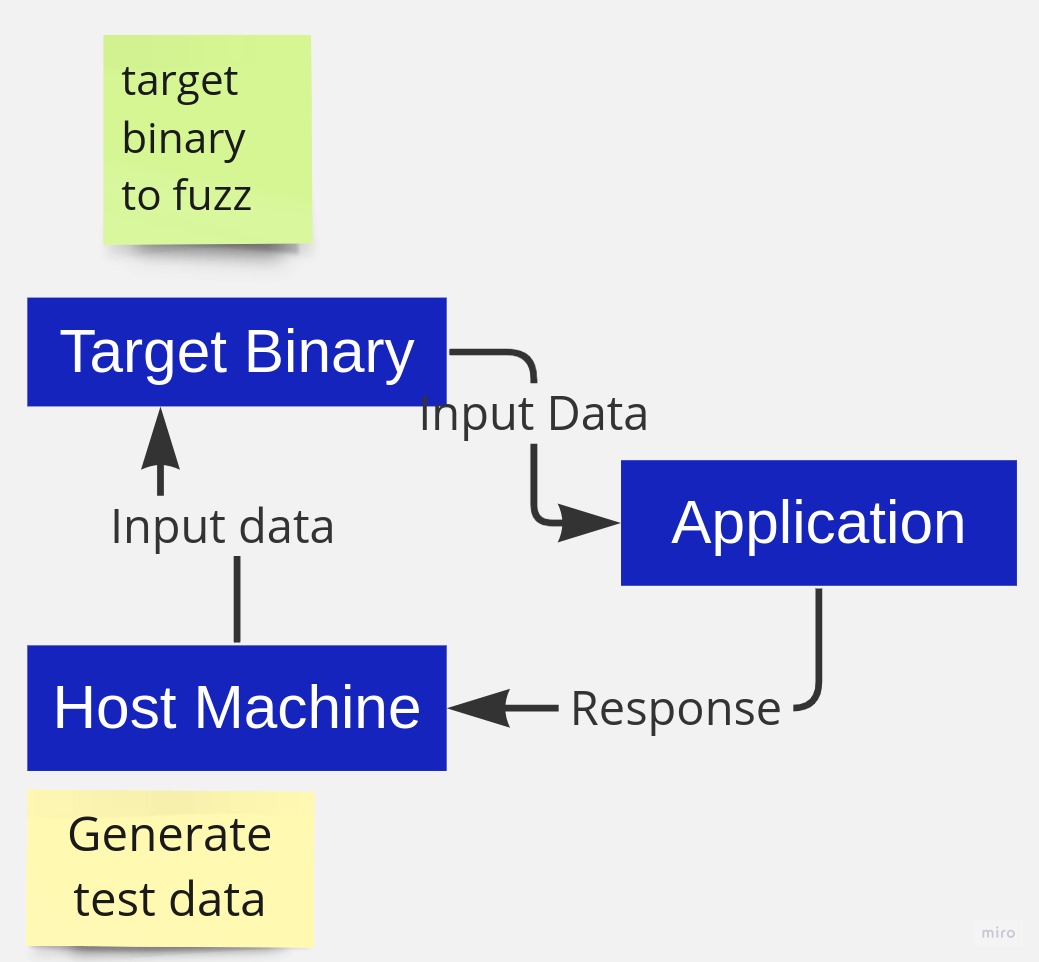 target
binary
to fuzz
Target Binary
Input Data
Application
Input data
Host Machine
Response
Generate
test data
miro